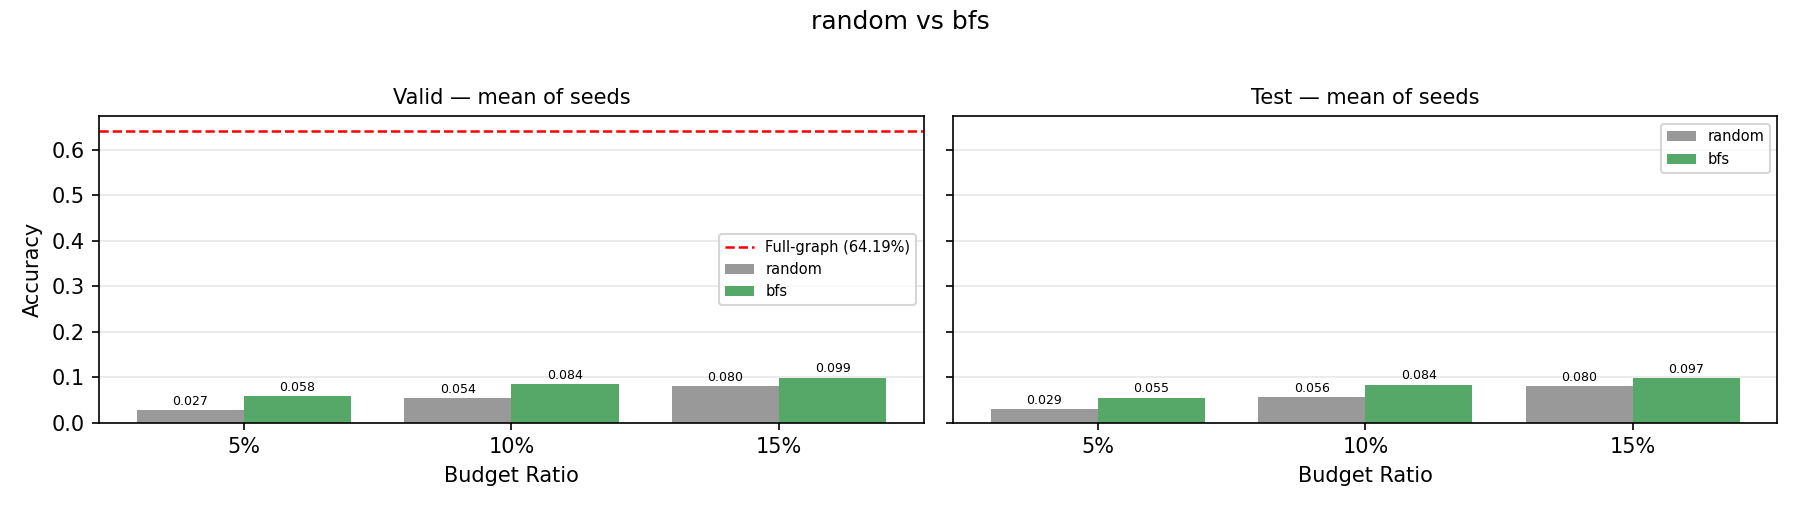 random vs bfs
Valid — mean of seeds
Accuracy
0.6
0.5
0.4
0.3
0.2
0.1
0.0
Full-graph (64.19%)
random
bfs
0.027
0.058
0.054
0.084
0.080
0.099
5%
10%
15%
Budget Ratio
Test — mean of seeds
random
bfs
0.029
0.055
0.056
0.084
0.080
0.097
5%
10%
15%
Budget Ratio